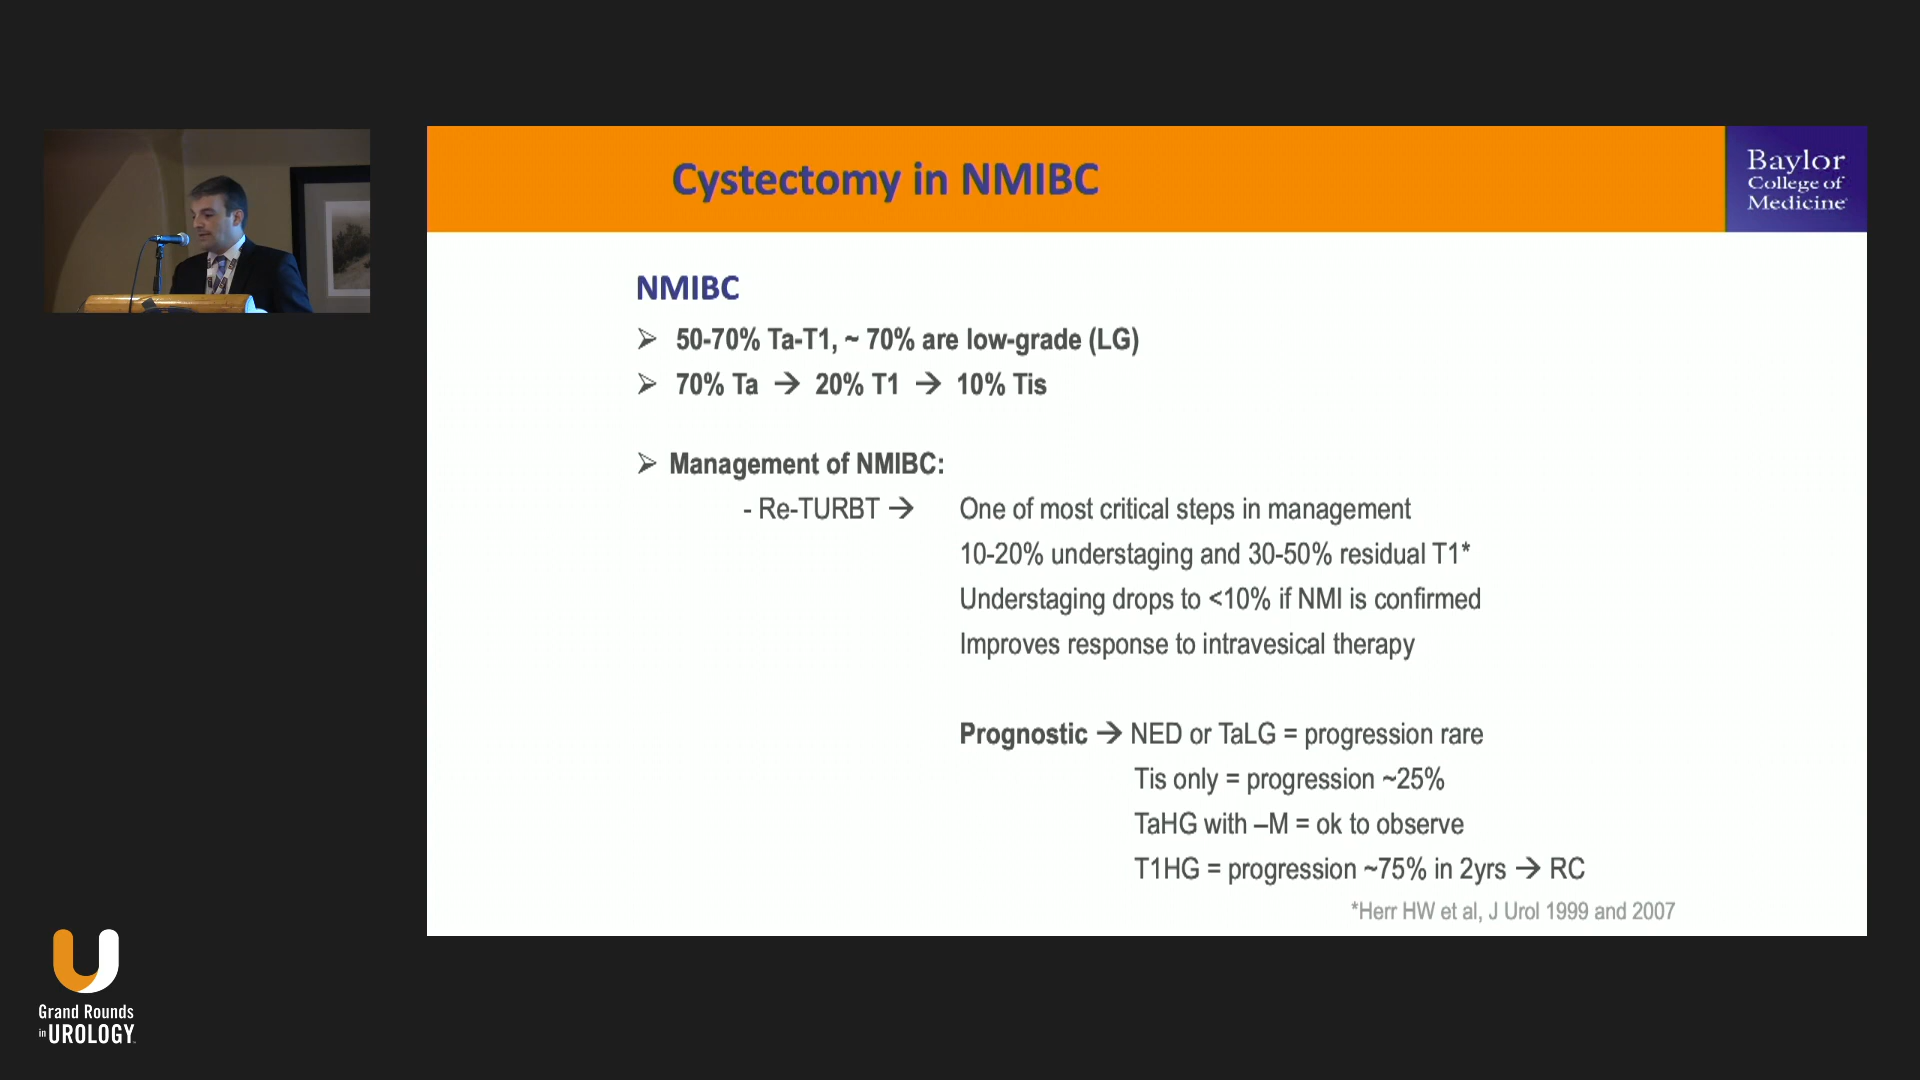 Cystectomy in NMIBC
Baylor
College of
Medicine
NMIBC
➢ 50-70% Ta-T1, ~ 70% are low-grade (LG)
➢ 70% Ta → 20% T1 → 10% Tis
➢ Management of NMIBC:
- Re-TURBT → One of most critical steps in management
10-20% understaging and 30-50% residual T1*
Understaging drops to <10% if NMI is confirmed
Improves response to intravesical therapy
Prognostic → NED or TaLG = progression rare
Tis only = progression ~25%
TaHG with –M = ok to observe
T1HG = progression ~75% in 2yrs → RC
*Herr HW et al, J Urol 1999 and 2007
Grand Rounds
in UROLOGY